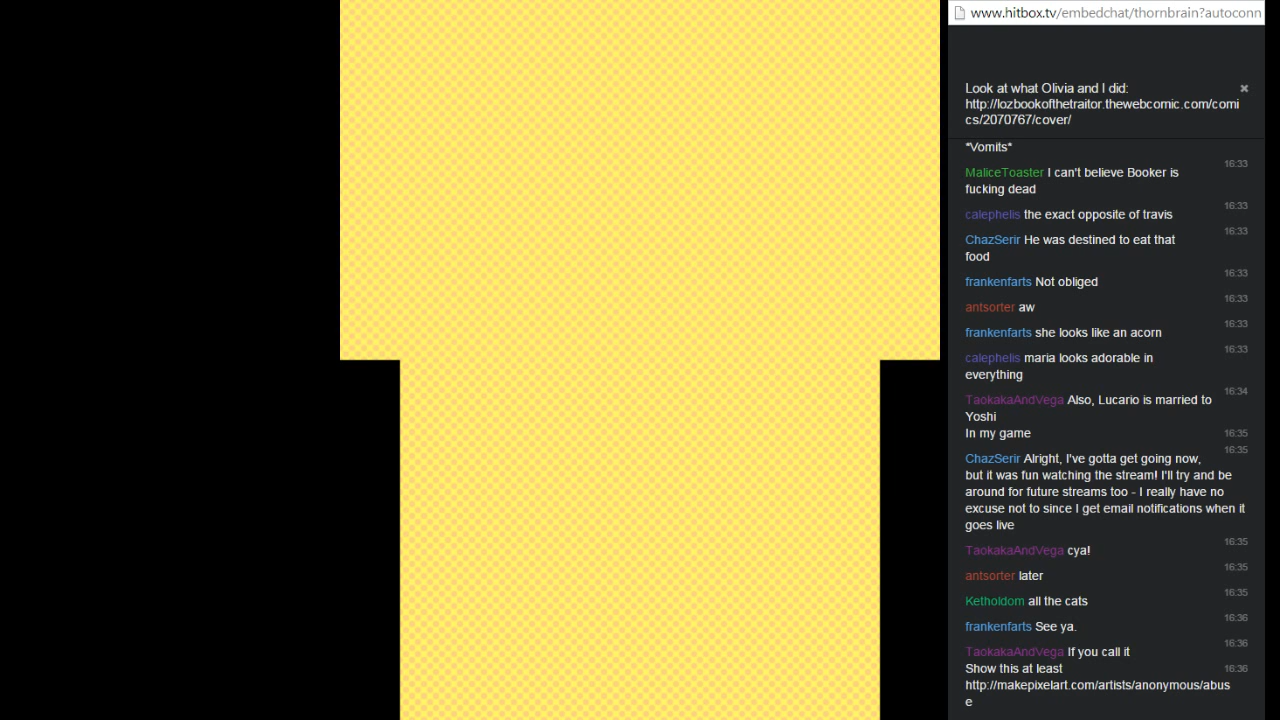 www.hitbox.tv/embedchat/thornbrain?autoconn
Look at what Olivia and I did:
http://lozbookofthetraitor.thewebcomic.com/comi
cs/2070767/cover/
*Vomits*
16:33
MaliceToaster I can't believe Booker is
fucking dead
16:33
calephelis the exact opposite of travis
16:33
ChazSerir He was destined to eat that
food
16:33
frankenfarts Not obliged
16:33
antsorter aw
16:33
frankenfarts she looks like an acorn
16:33
calephelis maria looks adorable in
everything
16:34
TaokakaAndVega Also, Lucario is married to
Yoshi
In my game 16:35
16:35
ChazSerir Alright, I've gotta get going now,
but it was fun watching the stream! I'll try and be
around for future streams too - I really have no
excuse not to since I get email notifications when it
goes live
16:35
TaokakaAndVega cya!
16:35
antsorter later
16:35
Ketholdom all the cats
16:36
frankenfarts See ya.
16:36
TaokakaAndVega If you call it
Show this at least 16:36
http://makepixelart.com/artists/anonymous/abus
e